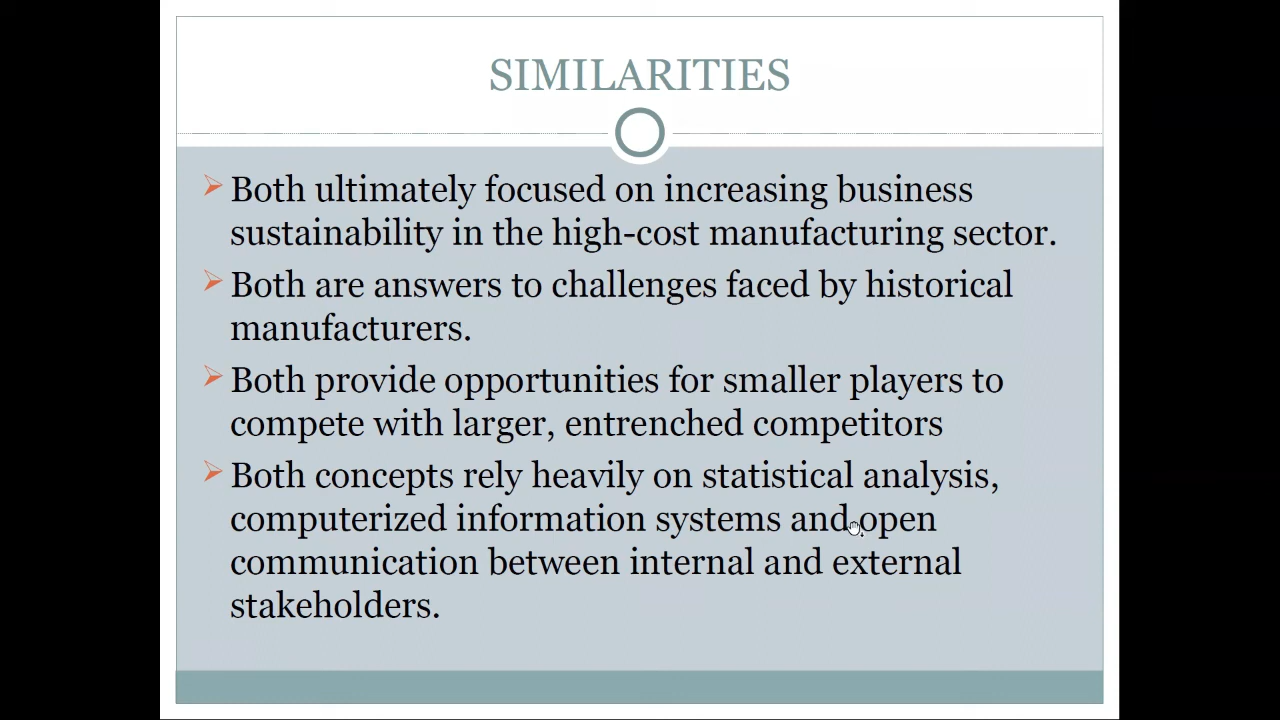 SIMILARITIES
Both ultimately focused on increasing business
sustainability in the high-cost manufacturing sector.
Both are answers to challenges faced by historical
manufacturers.
Both provide opportunities for smaller players to
compete with larger, entrenched competitors
Both concepts rely heavily on statistical analysis,
computerized information systems and open
communication between internal and external
stakeholders.